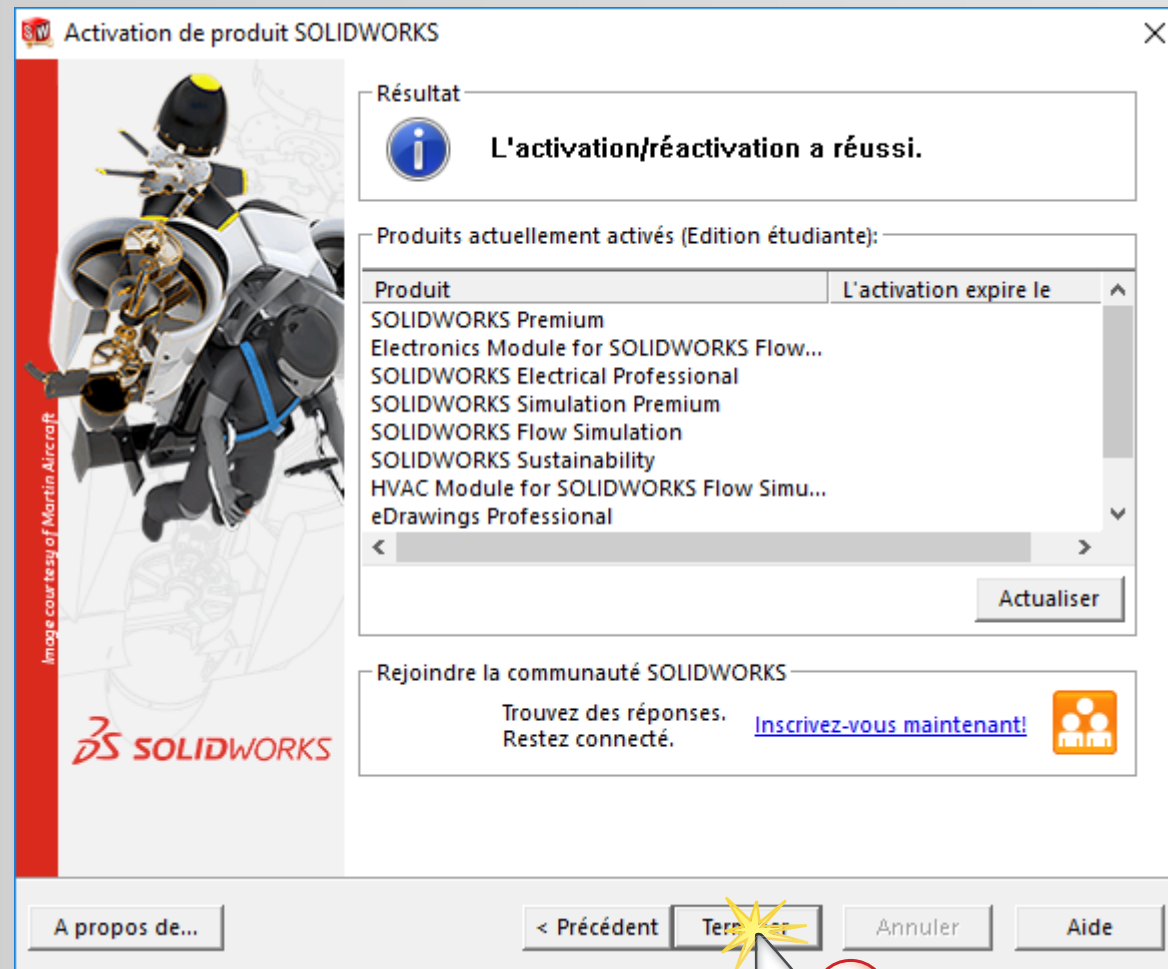 Activation de produit SOLIDWORKS
Résultat
L'activation/réactivation a réussi.
Produits actuellement activés (Edition étudiante):
Produit L'activation expire le
SOLIDWORKS Premium
Electronics Module for SOLIDWORKS Flow...
SOLIDWORKS Electrical Professional
SOLIDWORKS Simulation Premium
SOLIDWORKS Flow Simulation
SOLIDWORKS Sustainability
HVAC Module for SOLIDWORKS Flow Simu...
eDrawings Professional
Actualiser
Rejoindre la communauté SOLIDWORKS
Trouvez des réponses.
Restez connecté.
Inscrivez-vous maintenant!
Image courtesy of Martin Aircraft
SOLIDWORKS
A propos de... < Précédent Annuler Aide